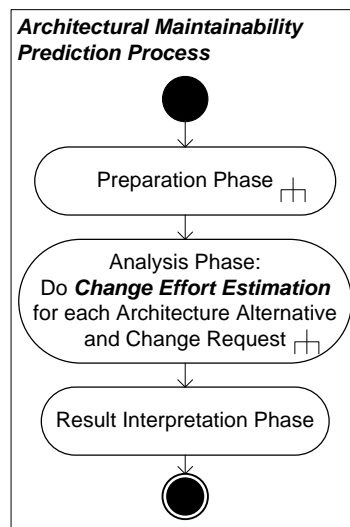 Architectural Maintainability
Prediction Process
Preparation Phase
Analysis Phase:
Do Change Effort Estimation
for each Architecture Alternative
and Change Request
Result Interpretation Phase